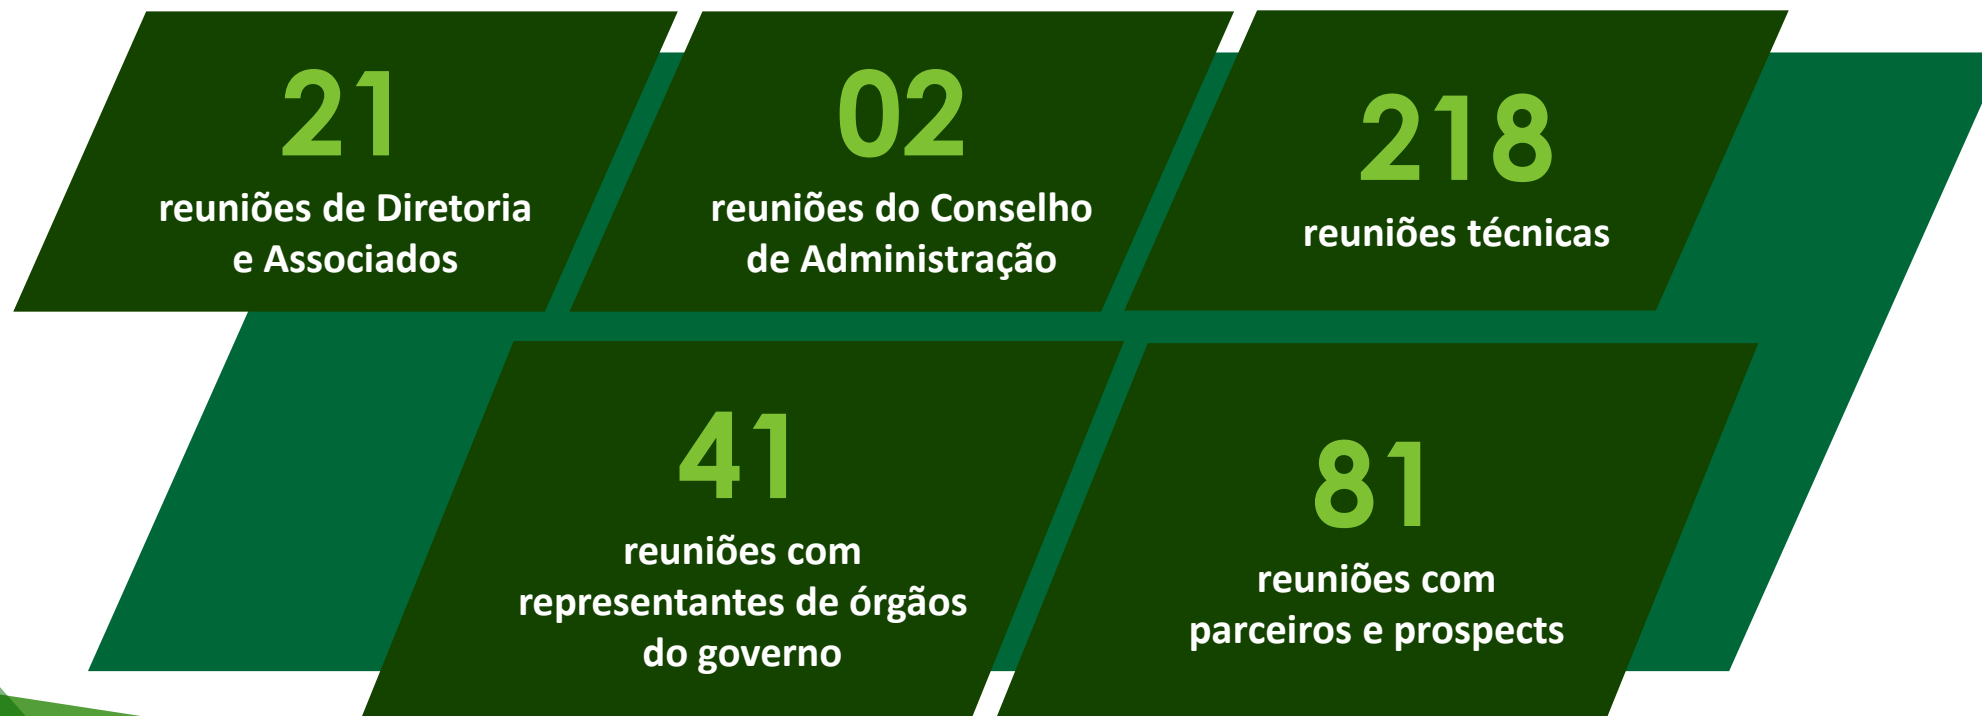 21
reuniões de Diretoria
e Associados
02
reuniões do Conselho
de Administração
218
reuniões técnicas
41
reuniões com
representantes de órgãos
do governo
81
reuniões com
parceiros e prospects